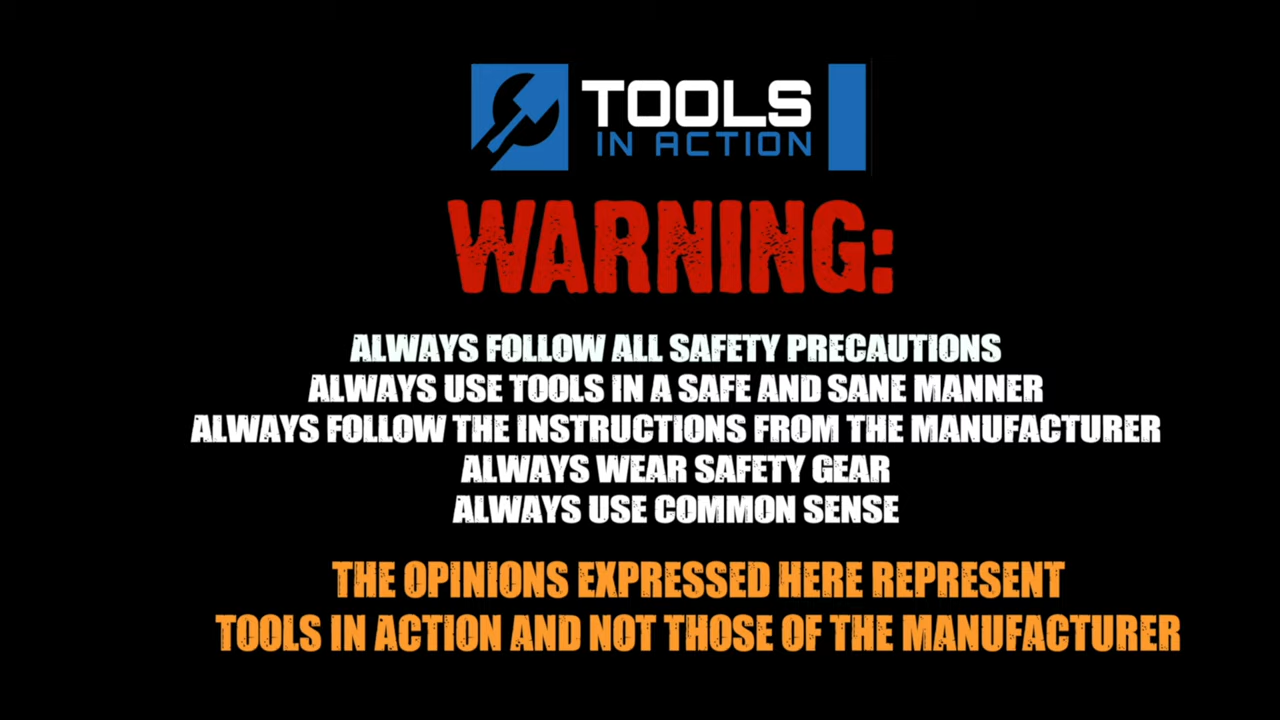 TOOLS
IN ACTION
WARNING:
ALWAYS FOLLOW ALL SAFETY PRECAUTIONS
ALWAYS USE TOOLS IN A SAFE AND SANE MANNER
ALWAYS FOLLOW THE INSTRUCTIONS FROM THE MANUFACTURER
ALWAYS WEAR SAFETY GEAR
ALWAYS USE COMMON SENSE
THE OPINIONS EXPRESSED HERE REPRESENT
TOOLS IN ACTION AND NOT THOSE OF THE MANUFACTURER